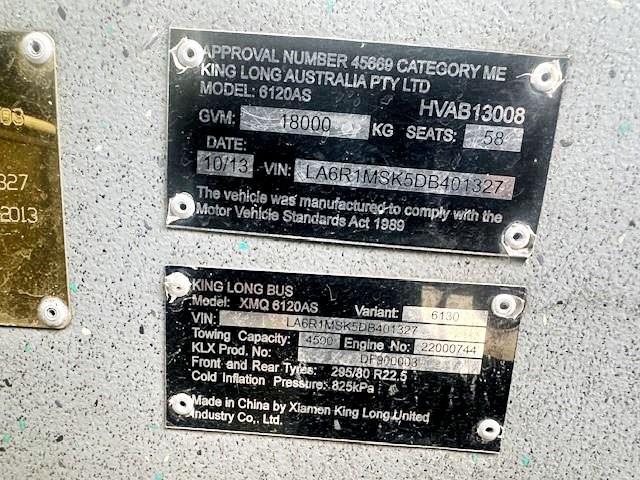 327
2013
APPROVAL NUMBER 45669 CATEGORY ME
KING LONG AUSTRALIA PTY LTD
MODEL: 6120AS
HVAB13008
GVM: 18000 KG SEATS: 58
DATE:
10/13 VIN: LA6R1MSK5DB401327
The vehicle was manufactured to comply with the
Motor Vehicle Standards Act 1989
KING LONG BUS
Model: XMQ 6120AS Variant: 6130
VIN: LA6R1MSK5DB401327
Towing Capacity: 4500 Engine No: 22000744
KLX Prod. No: DF900003
Front and Rear Tyres: 295/80 R22.5
Cold Inflation Pressure: 825kPa
Made in China by Xiamen King Long United
Industry Co,. Ltd.